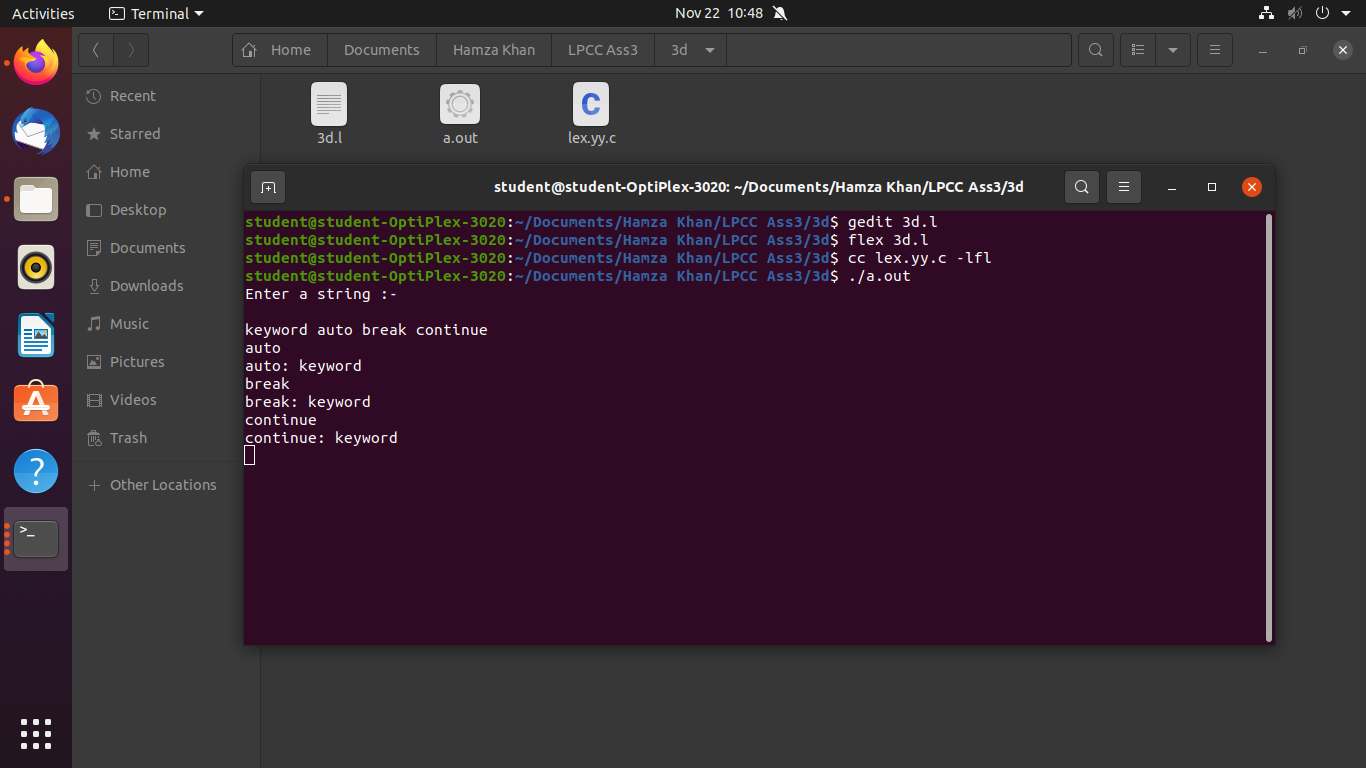 Activities Terminal Nov 22 10:48
Home Documents Hamza Khan LPCC Ass3 3d
Recent
Starred
Home
Desktop
Documents
Downloads
Music
Pictures
Videos
Trash
+ Other Locations
3d.l a.out lex.yy.c
student@student-OptiPlex-3020: ~/Documents/Hamza Khan/LPCC Ass3/3d
student@student-OptiPlex-3020:~/Documents/Hamza Khan/LPCC Ass3/3d$ gedit 3d.l
student@student-OptiPlex-3020:~/Documents/Hamza Khan/LPCC Ass3/3d$ flex 3d.l
student@student-OptiPlex-3020:~/Documents/Hamza Khan/LPCC Ass3/3d$ cc lex.yy.c -lfl
student@student-OptiPlex-3020:~/Documents/Hamza Khan/LPCC Ass3/3d$ ./a.out
Enter a string :-
keyword auto break continue
auto
auto: keyword
break
break: keyword
continue
continue: keyword